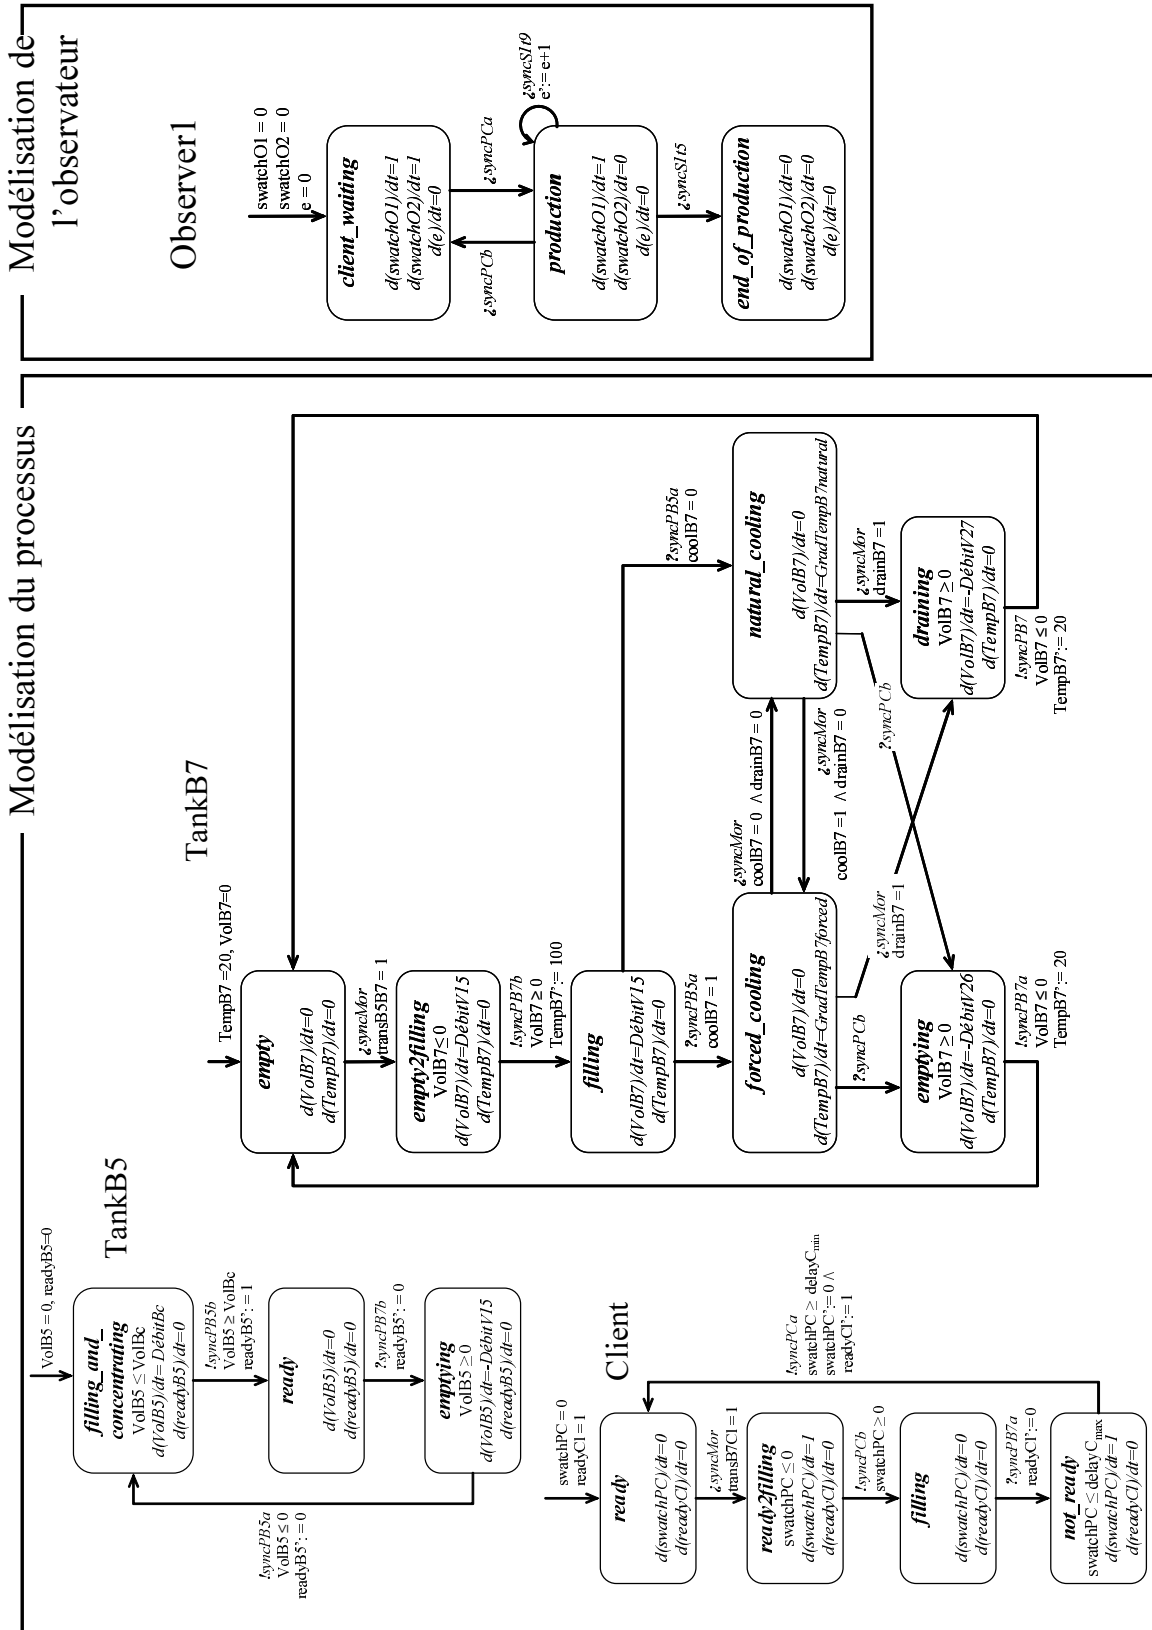 Modélisation du processus
TankB5
VolB5 = 0, readyB5=0
filling_and_
concentrating
VolB5 ≤ VolBc
d(VolB5)/dt= DébitBc
d(readyB5)/dt=0
!syncPB5b
VolB5 ≥ VolBc
readyB5’: = 1
ready
d(VolB5)/dt=0
d(readyB5)/dt=0
?syncPB7b
readyB5’: = 0
emptying
VolB5 ≥0
d(VolB5)/dt=-DébitV15
d(readyB5)/dt=0
!syncPB5a
VolB5 ≤ 0
readyB5’: = 0
Client
swatchPC = 0
readyCl = 1
ready
d(swatchPC)/dt=0
d(readyCl)/dt=0
¿syncMor
transB7Cl = 1
ready2filling
swatchPC ≤ 0
d(swatchPC)/dt=1
d(readyCl)/dt=0
!syncPCb
swatchPC ≥0
filling
d(swatchPC)/dt=0
d(readyCl)/dt=0
?syncPB7a
readyCl’:= 0
not_ready
swatchPC ≤ delayCmax
d(swatchPC)/dt=1
d(readyCl)/dt=0
!syncPCa
swatchPC ≥ delayCmin
swatchPC’:= 0 ∧
readyCl’:= 1
TankB7
TempB7 =20, VolB7=0
empty
d(VolB7)/dt=0
d(TempB7)/dt=0
¿syncMor
transB5B7 = 1
empty2filling
VolB7≤0
d(VolB7)/dt=DébitV15
d(TempB7)/dt=0
!syncPB7b
VolB7 ≥0
TempB7’:= 100
filling
d(VolB7)/dt=DébitV15
d(TempB7)/dt=0
?syncPB5a
coolB7 = 1
?syncPB5a
coolB7 = 0
forced_cooling
d(VolB7)/dt=0
d(TempB7)/dt=GradTempB7forced
¿syncMor
coolB7 = 0 ∧ drainB7 = 0
¿syncMor
coolB7 =1 ∧ drainB7 = 0
natural_cooling
d(VolB7)/dt=0
d(TempB7)/dt=GradTempB7natural
?syncPCb
¿syncMor
drainB7 =1
?syncPCb
¿syncMor
drainB7 =1
emptying
VolB7 ≥0
d(VolB7)/dt=-DébitV26
d(TempB7)/dt=0
!syncPB7a
VolB7 ≤ 0
TempB7’:= 20
draining
VolB7 ≥0
d(VolB7)/dt=-DébitV27
d(TempB7)/dt=0
!syncPB7
VolB7 ≤ 0
TempB7’:= 20
Modélisation de
l’observateur
Observer1
swatchO1 = 0
swatchO2 = 0
e = 0
client_waiting
d(swatchO1)/dt=1
d(swatchO2)/dt=1
d(e)/dt=0
?syncPCb
¿syncPCa
production
d(swatchO1)/dt=1
d(swatchO2)/dt=0
d(e)/dt=0
¿syncS1t9
e’:= e+1
¿syncS1t5
end_of_production
d(swatchO1)/dt=0
d(swatchO2)/dt=0
d(e)/dt=0